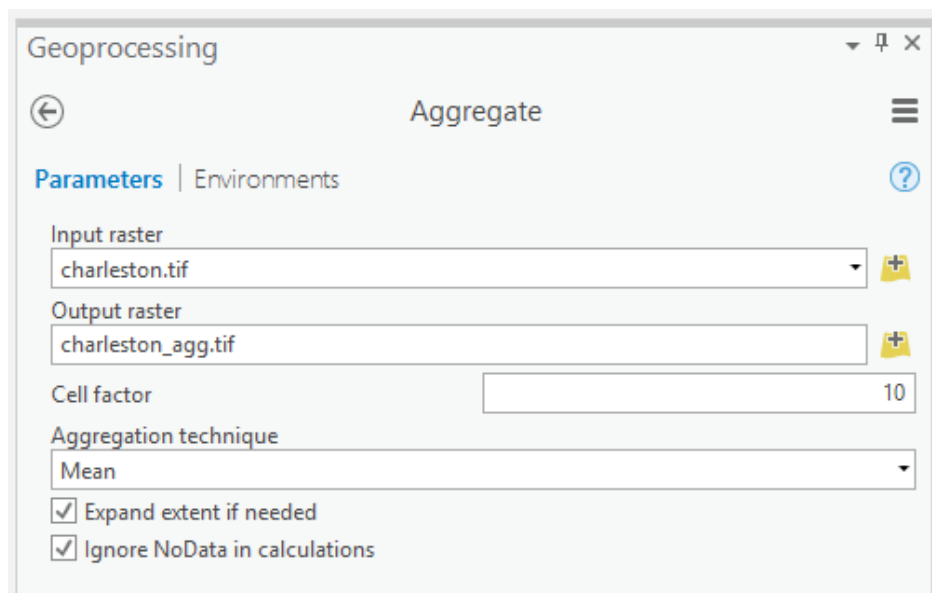 Geoprocessing
Aggregate
Parameters | Environments
?
Input raster
charleston.tif
Output raster
charleston_agg.tif
Cell factor 10
Aggregation technique
Mean
Expand extent if needed
Ignore NoData in calculations